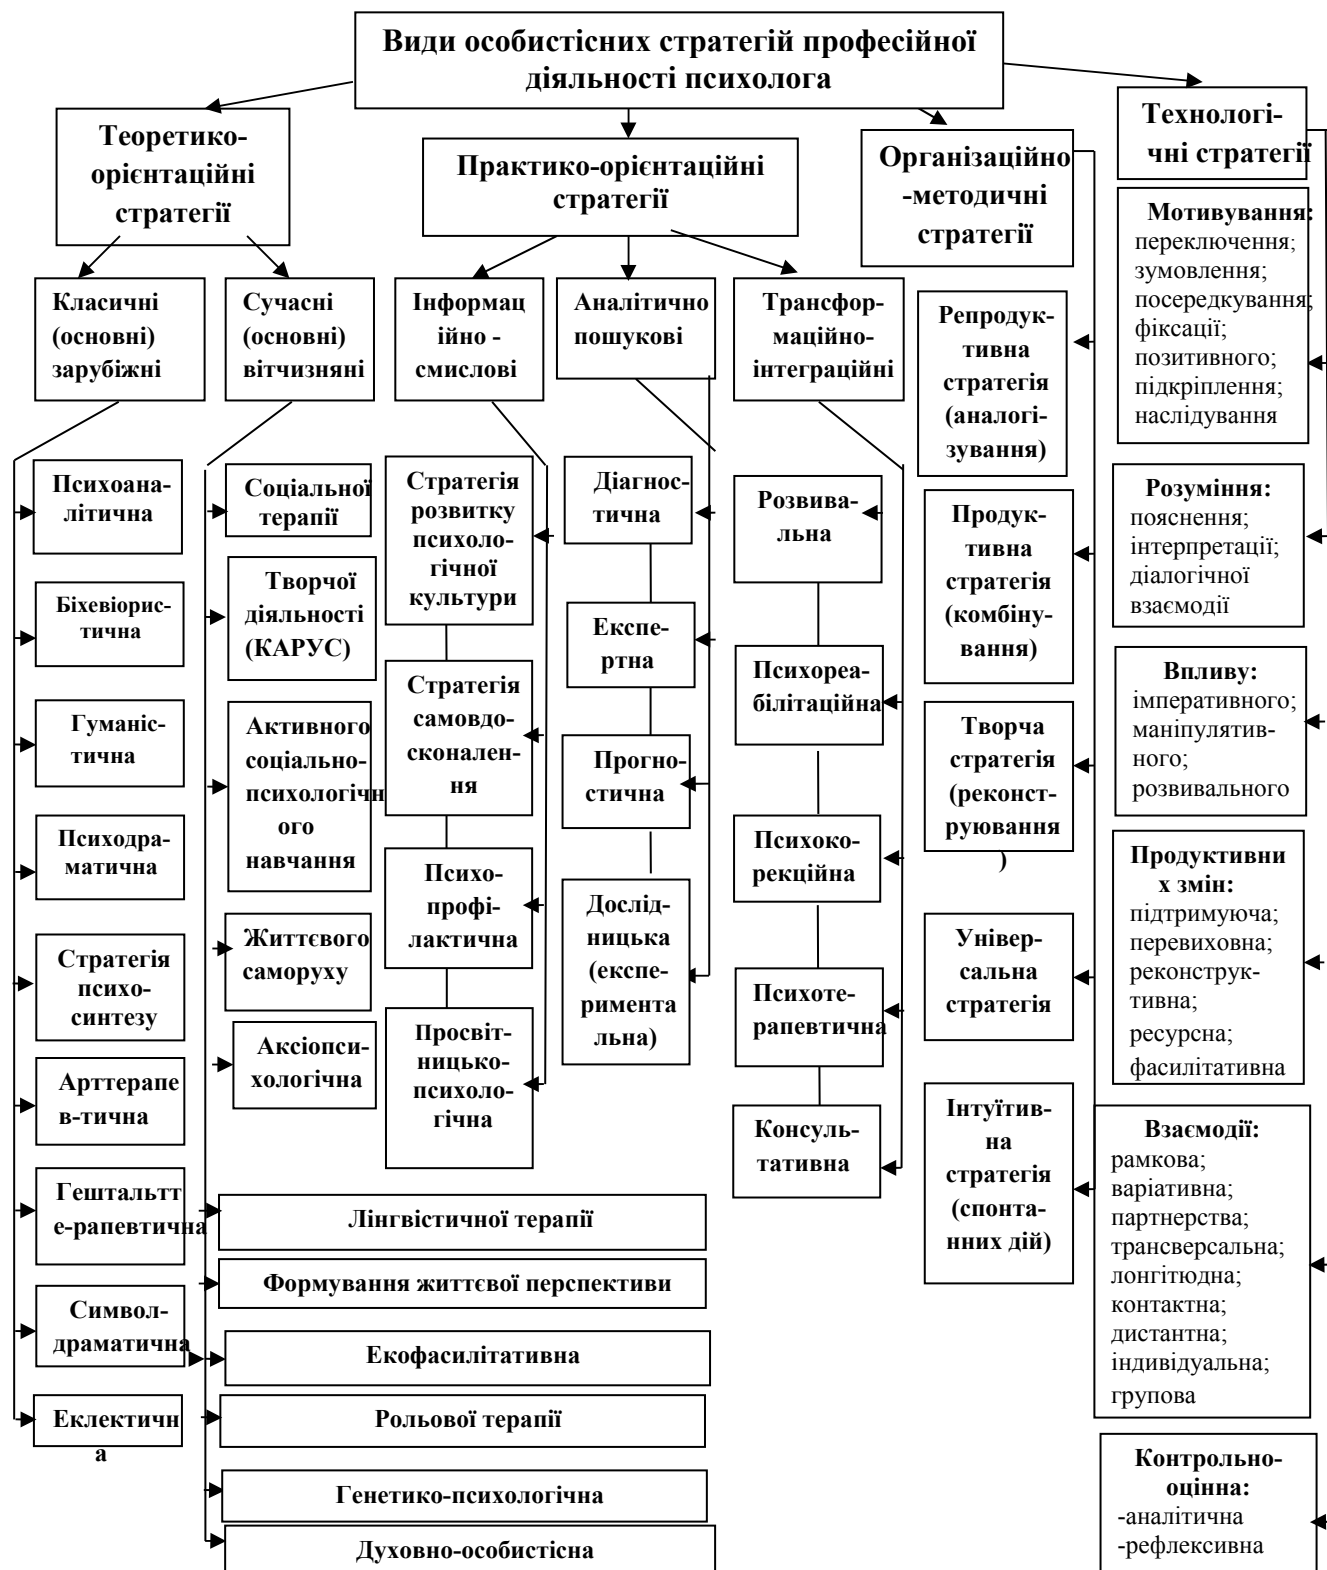 Види особистісних стратегій професійної
діяльності психолога
Теоретико-
орієнтаційні
стратегії
Практико-орієнтаційні
стратегії
Організаційно
-методичні
стратегії
Технологі-
чні стратегії
Класичні
(основні)
зарубіжні
Сучасні
(основні)
вітчизняні
Інформац
ійно -
смислові
Аналітично
пошукові
Трансфор-
маційно-
інтеграційні
Психоана-
літична
Біхевіорис-
тична
Гуманіс-
тична
Психодра-
матична
Стратегія
психо-
синтезу
Арттерапе
в-тична
Гештальтт
е-рапевтична
Символ-
драматична
Еклектичн
а
Соціальної
терапії
Творчої
діяльності
(КАРУС)
Активного
соціально-
психологічн
ого
навчання
Життєвого
саморуху
Аксіопси-
хологічна
Лінгвістичної терапії
Формування життєвої перспективи
Екофасилітативна
Рольової терапії
Генетико-психологічна
Духовно-особистісна
Стратегія
розвитку
психоло-
гічної
культури
Стратегія
самовдо-
сконален-
ня
Психо-
профі-
лактична
Просвіт-
ницько-
психоло-
гічна
Діагнос-
тична
Експе-
ртна
Прогно-
стична
Дослід-
ницька
(експе-
римента
льна)
Розвива-
льна
Психореа-
білітаційна
Психоко-
рекційна
Психоте-
рапевтична
Консуль-
тативна
Репродук-
тивна
стратегія
(аналогі-
зування)
Продук-
тивна
стратегія
(комбіну-
вання)
Творча
стратегія
(реконст-
руювання
)
Універ-
сальна
стратегія
Інтуїтив-
на
стратегія
(спонта-
нних дій)
Мотивування:
переключення;
зумовлення;
посередкування;
фіксації;
позитивного;
підкріплення;
наслідування
Розуміння:
пояснення;
інтерпретації;
діалогічної
взаємодії
Впливу:
імперативного;
маніпулятив-
ного;
розвивального
Продуктивни
х змін:
підтримуюча;
перевиховна;
реконструк-
тивна;
ресурсна;
фасилітативна
Взаємодії:
рамкова;
варіативна;
партнерства;
трансверсальна;
лонгітюдна;
контактна;
дистантна;
індивідуальна;
групова
Контрольно-
оцінна:
-аналітична
-рефлексивна